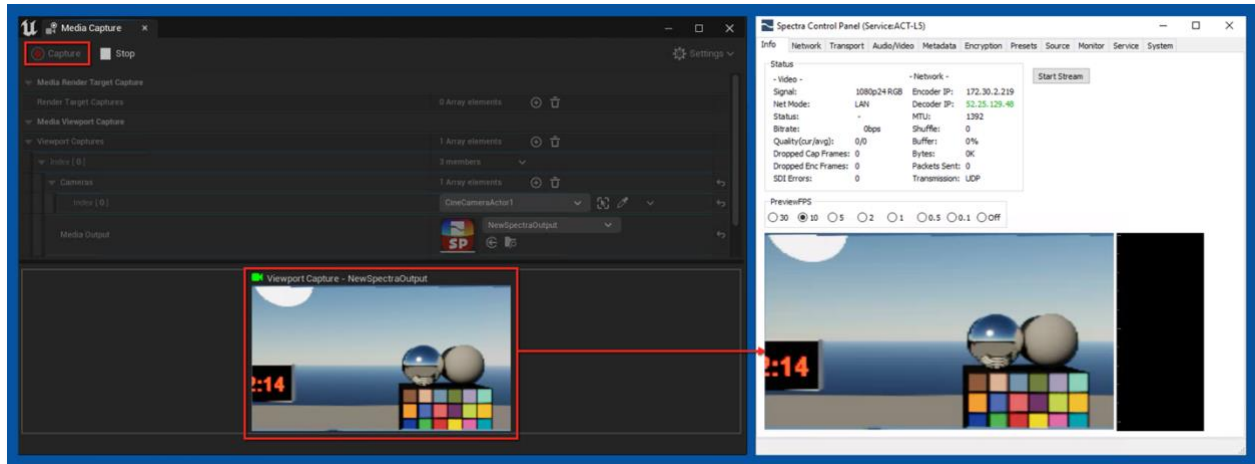 Media Capture
Capture
Stop
Settings
Media Render Target Capture
Render Target Captures
0 Array elements
Media Viewport Capture
Viewport Captures
1 Array elements
Index [ 0 ]
3 members
Cameras
1 Array elements
Index [ 0 ]
CineCameraActor1
Media Output
SP
NewSpectraOutput
Viewport Capture - NewSpectraOutput
2:14
Spectra Control Panel (Service:ACT-L5)
Info Network Transport Audio/Video Metadata Encryption Presets Source Monitor Service System
Status
- Video - - Network -
Start Stream
Signal: 1080p24 RGB Encoder IP: 172.30.2.219
Net Mode: LAN Decoder IP: 52.25.129.48
Status: - MTU: 1392
Bitrate: 0bps Shuffle: 0
Quality(cur/avg): 0/0 Buffer: 0%
Dropped Cap Frames: 0 Bytes: 0K
Dropped Enc Frames: 0 Packets Sent: 0
SDI Errors: 0 Transmission: UDP
PreviewFPS
30 10 5 2 1 0.5 0.1 Off
2:14